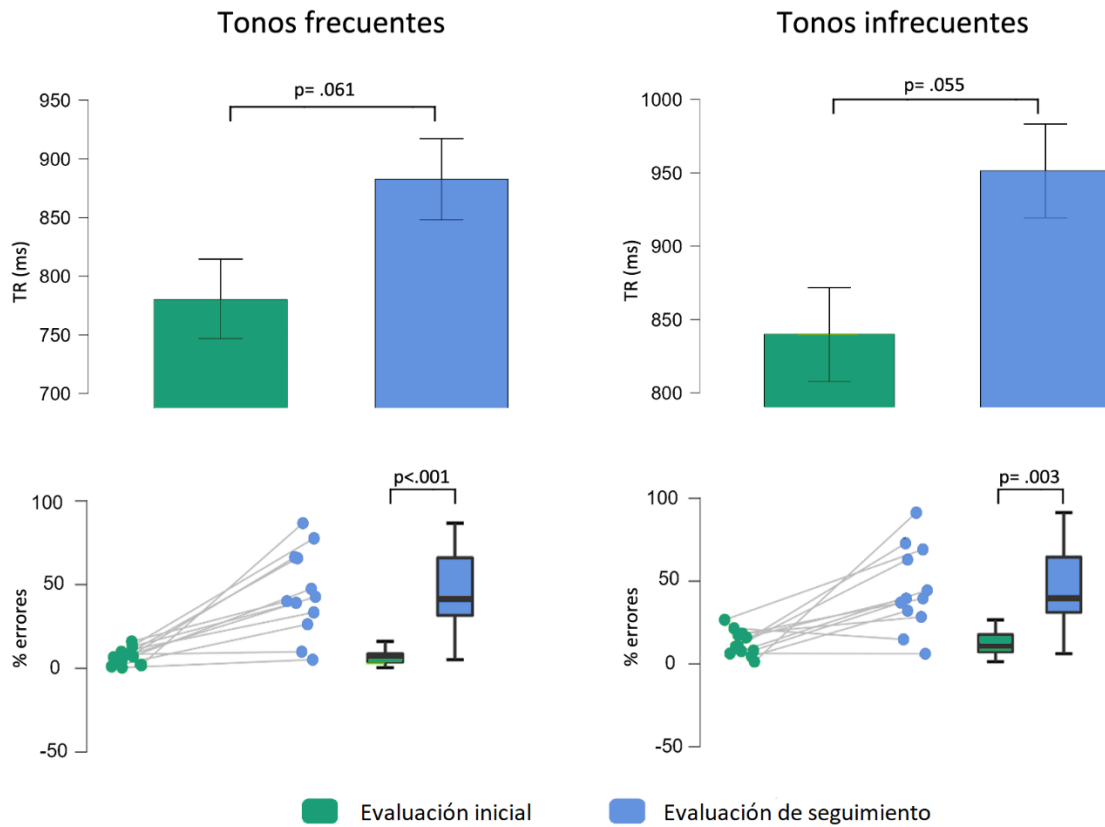 Tonos frecuentes
Tonos infrecuentes
p= .061
950
900
850
800
750
700
TR (ms)
p= .055
1000
950
900
850
800
TR (ms)
p<.001
100
50
0
-50
% errores
p= .003
100
50
0
-50
% errores
Evaluación inicial
Evaluación de seguimiento